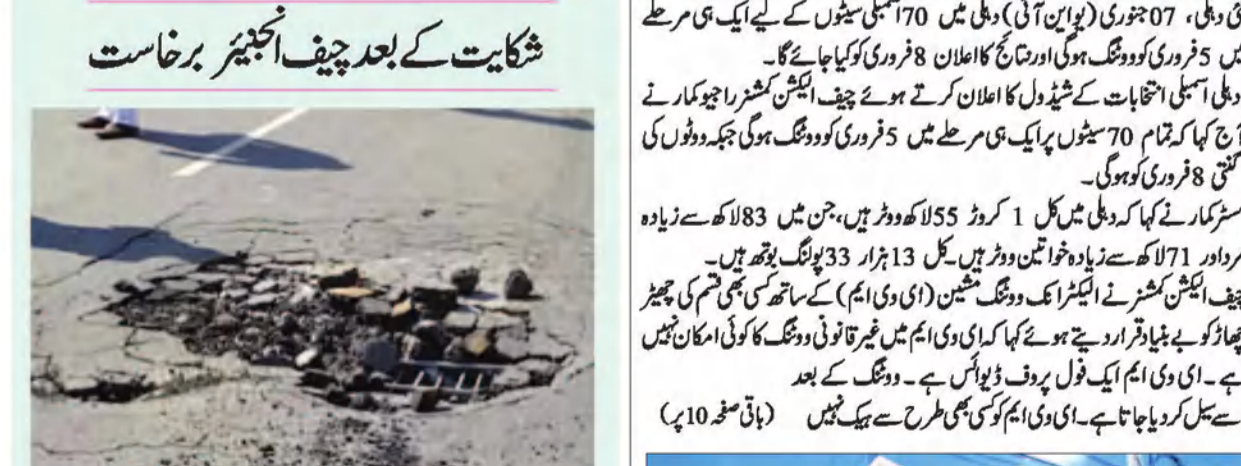 شکایت کے بعد چیف انجینئر برخاست
دہلی، 07 جنوری (یو این آئی) دہلی میں 70 اسمبلی سیٹوں کے لیے ایک ہی مرحلے
میں 5 فروری کو ووٹنگ ہوگی اور نتائج کا اعلان 8 فروری کو کیا جائے گا۔
دہلی اسمبلی انتخابات کے شیڈول کا اعلان کرتے ہوئے چیف الیکشن کمشنر راجیو کمار نے
آج کہا کہ تمام 70 سیٹوں پر ایک ہی مرحلے میں 5 فروری کو ووٹنگ ہوگی جبکہ ووٹوں کی
گنتی 8 فروری کو ہوگی۔
مسٹر کمار نے کہا کہ دہلی میں کل 1 کروڑ 55 لاکھ ووٹر ہیں، جن میں 83 لاکھ سے زیادہ
مرد اور 71 لاکھ سے زیادہ خواتین ووٹر ہیں۔ کل 13 ہزار 33 پولنگ بوتھ ہیں۔
چیف الیکشن کمشنر نے الیکٹرانک ووٹنگ مشین (ای وی ایم) کے ساتھ کسی بھی قسم کی چھیڑ
چھاڑ کو بے بنیاد قرار دیتے ہوئے کہا کہ ای وی ایم میں غیر قانونی ووٹنگ کا کوئی امکان نہیں
ہے۔ ای وی ایم ایک فول پروف ڈیوائس ہے۔ ووٹنگ کے بعد
سے سیل کر دیا جاتا ہے۔ ای وی ایم کو کسی بھی طرح سے ہیک نہیں (باقی صفحہ 10 پر)